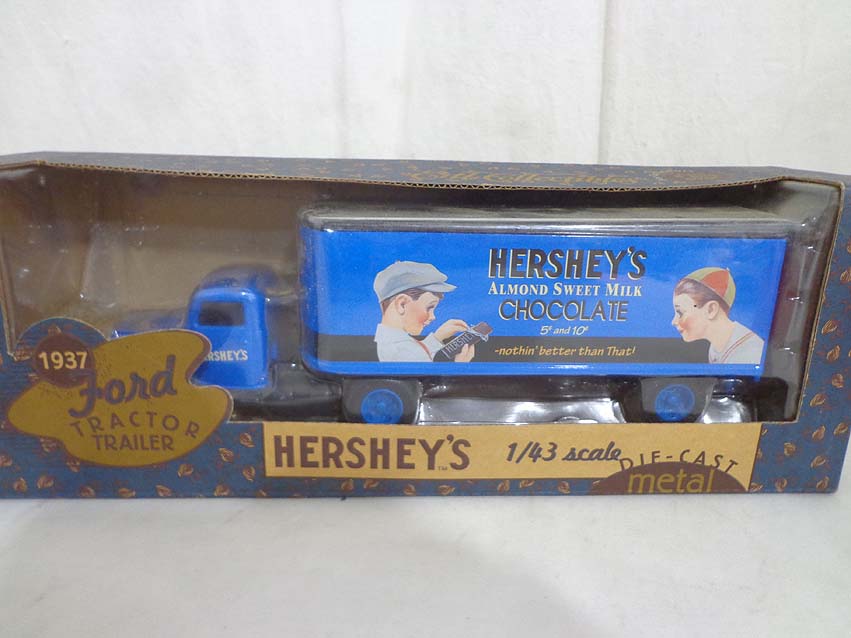 HERSHEY'S
ALMOND SWEET MILK
CHOCOLATE
5¢ and 10¢
-nothin' better than That!
1937
Ford
TRACTOR
TRAILER
HERSHEY'S™
1/43 scale
DIE-CAST
metal